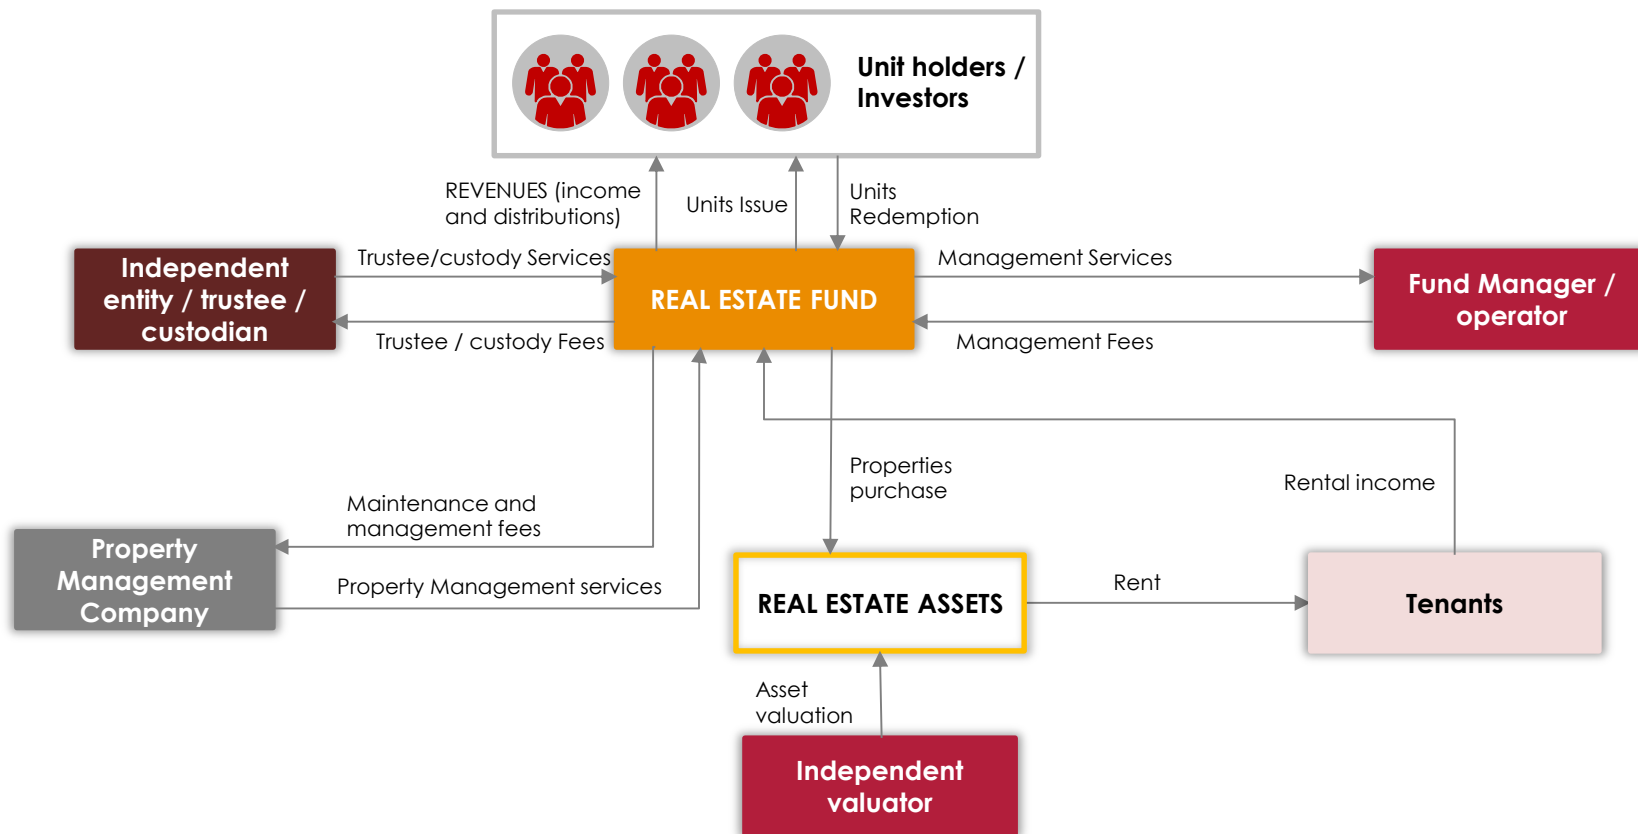 Unit holders /
Investors
REVENUES (income
and distributions)
Units Issue
Units
Redemption
Independent
entity / trustee /
custodian
Trustee/custody Services
Trustee / custody Fees
REAL ESTATE FUND
Management Services
Management Fees
Fund Manager /
operator
Maintenance and
management fees
Properties
purchase
Rental income
Property
Management
Company
Property Management services
REAL ESTATE ASSETS
Rent
Tenants
Asset
valuation
Independent
valuator